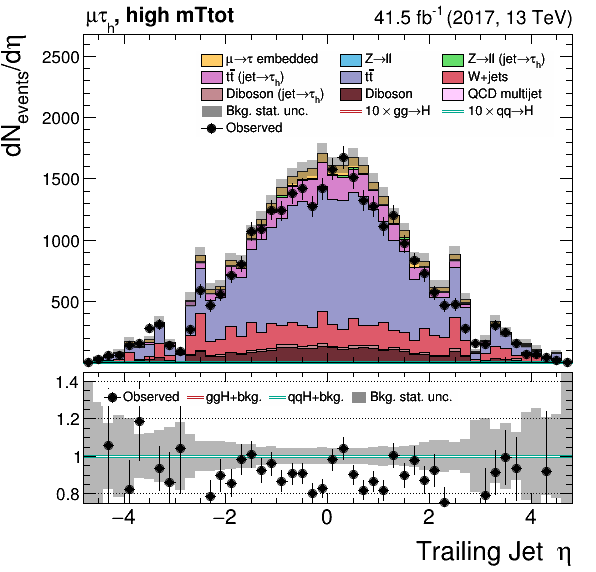 μτₕ, high mTtot 41.5 fb⁻¹ (2017, 13 TeV)
dN_events/dη
μ→τ embedded Z→ll Z→ll (jet→τₕ)
tt̄ (jet→τₕ) tt̄ W+jets
Diboson (jet→τₕ) Diboson QCD multijet
Bkg. stat. unc. 10 × gg→H 10 × qq→H
Observed
2500
2000
1500
1000
500
1.4
Observed ggH+bkg. qqH+bkg. Bkg. stat. unc.
1.2
1
0.8
−4 −2 0 2 4
Trailing Jet η